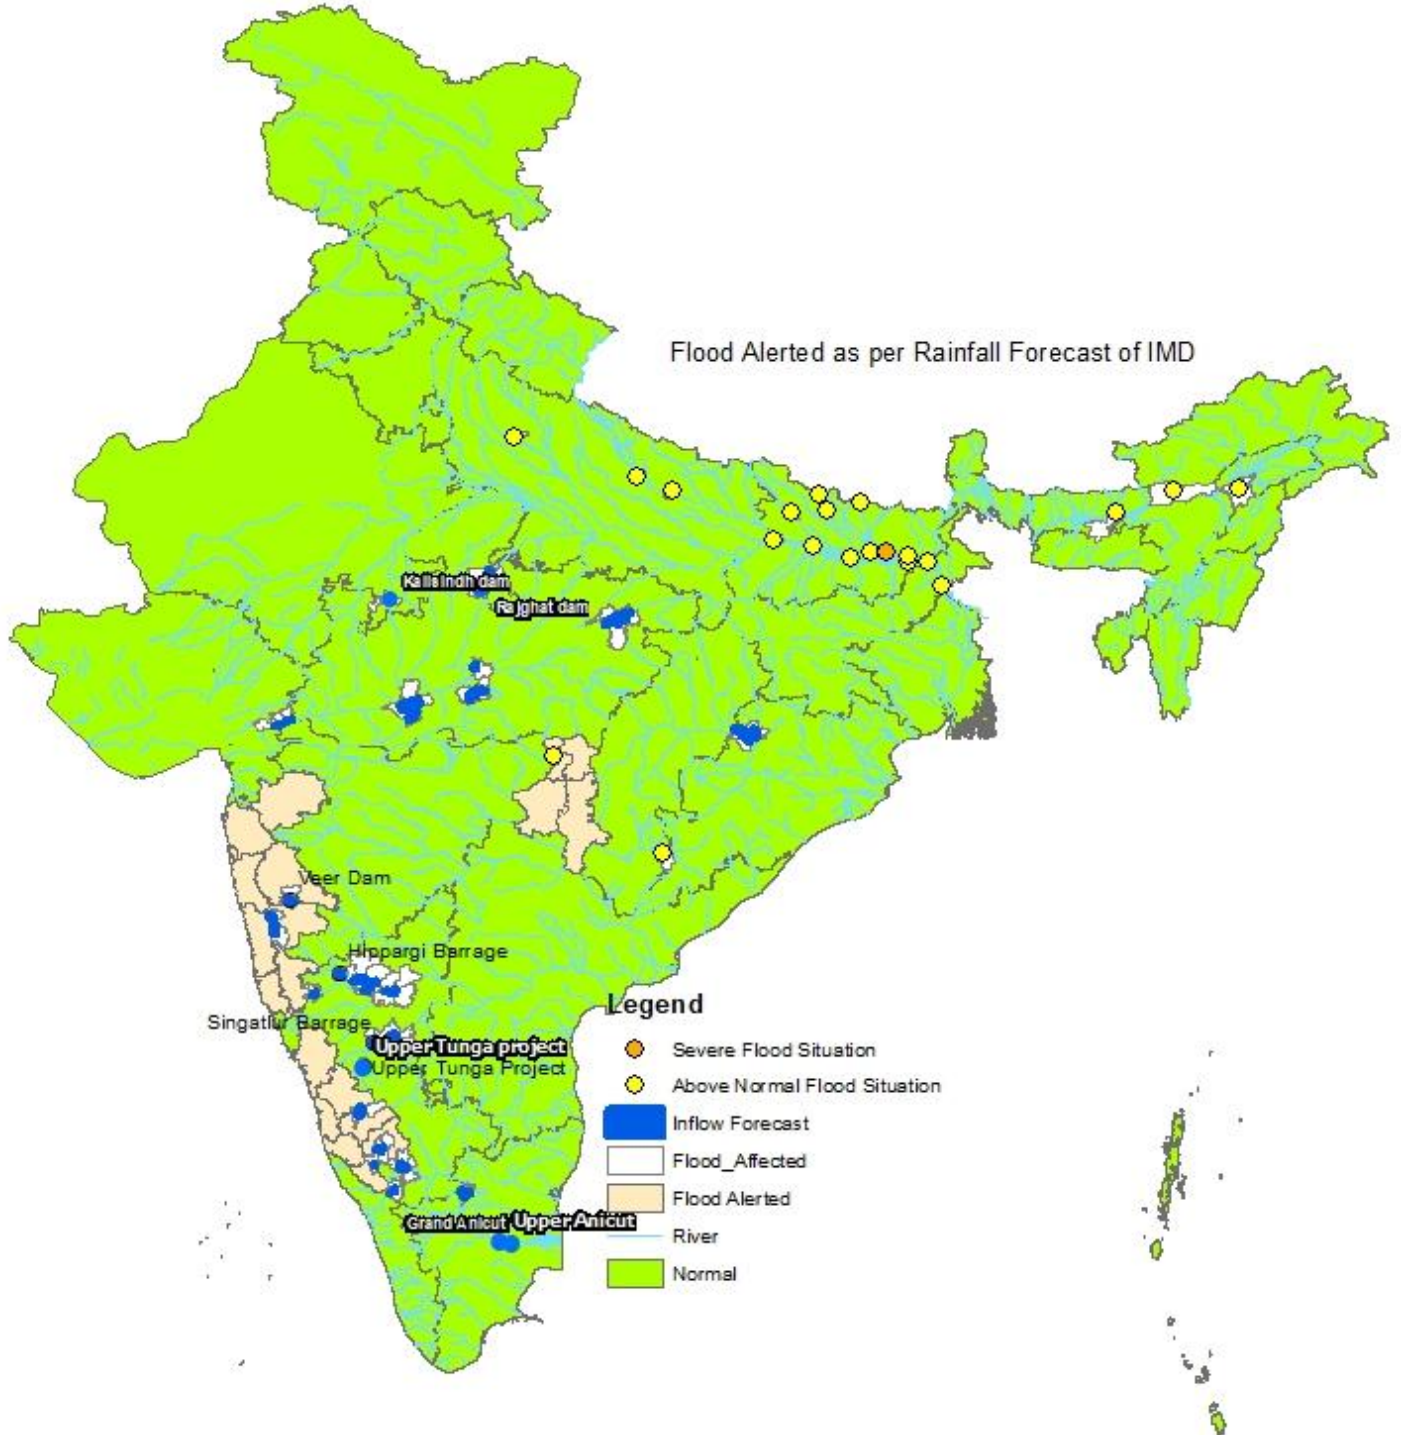 Flood Alerted as per Rainfall Forecast of IMD
Kalisindh dam
Rajghat dam
Veer Dam
Hippargi Barrage
Singatlur Barrage
Upper Tunga project
Upper Tunga Project
Grand Anicut
Upper Anicut
Legend
Severe Flood Situation
Above Normal Flood Situation
Inflow Forecast
Flood_Affected
Flood Alerted
River
Normal